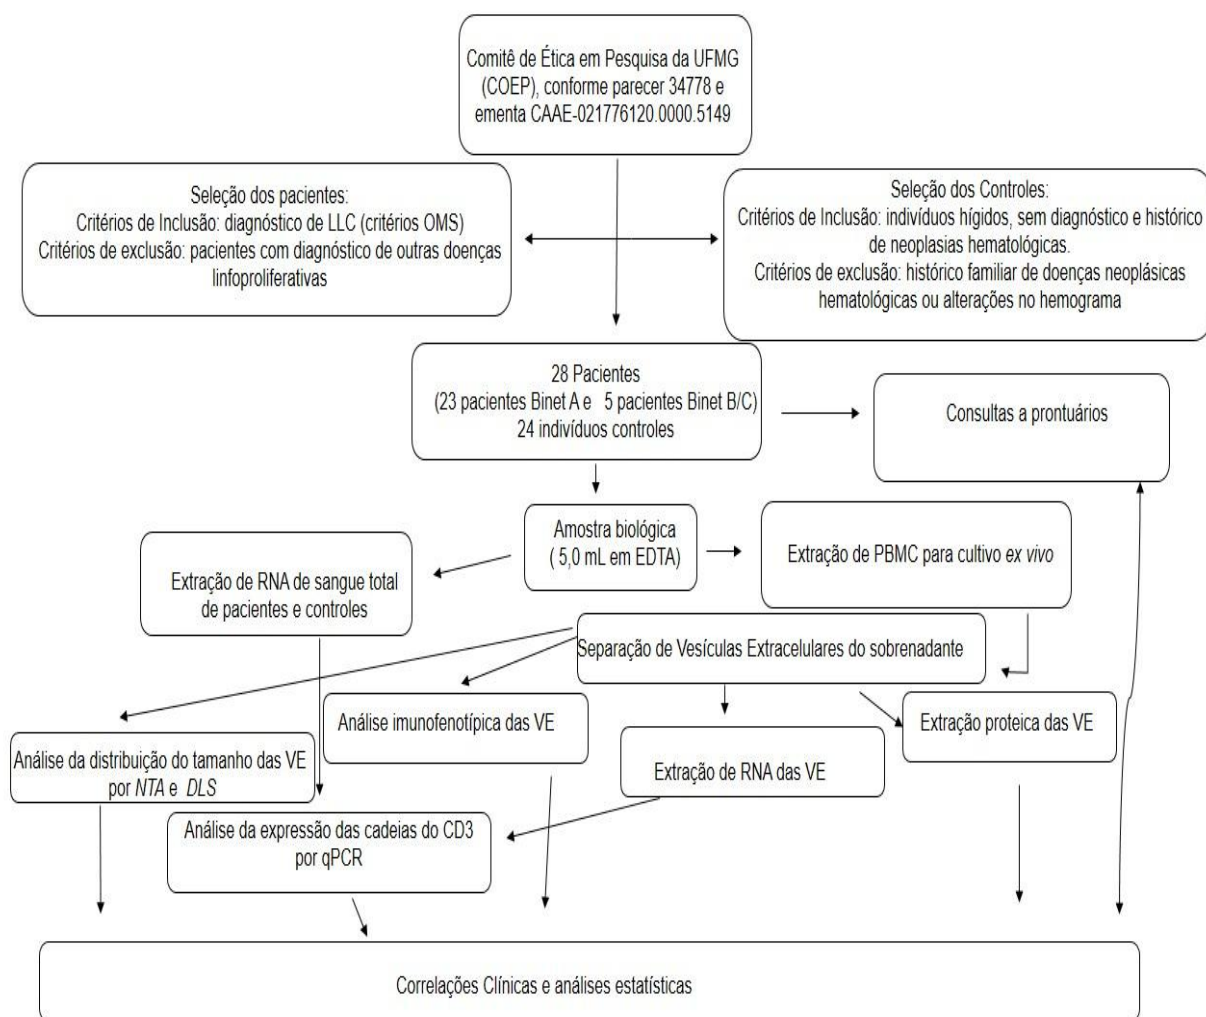 Comitê de Ética em Pesquisa da UFMG
(COEP), conforme parecer 34778 e
ementa CAAE-021776120.0000.5149
Seleção dos pacientes:
Critérios de Inclusão: diagnóstico de LLC (critérios OMS)
Critérios de exclusão: pacientes com diagnóstico de outras doenças
linfoproliferativas
Seleção dos Controles:
Critérios de Inclusão: indivíduos hígidos, sem diagnóstico e histórico
de neoplasias hematológicas.
Critérios de exclusão: histórico familiar de doenças neoplásicas
hematológicas ou alterações no hemograma
28 Pacientes
(23 pacientes Binet A e 5 pacientes Binet B/C)
24 indivíduos controles
Consultas a prontuários
Amostra biológica
( 5,0 mL em EDTA)
Extração de PBMC para cultivo ex vivo
Extração de RNA de sangue total
de pacientes e controles
Separação de Vesículas Extracelulares do sobrenadante
Análise imunofenotípica das VE
Extração proteica das VE
Análise da distribuição do tamanho das VE
por NTA e DLS
Extração de RNA das VE
Análise da expressão das cadeias do CD3
por qPCR
Correlações Clínicas e análises estatísticas